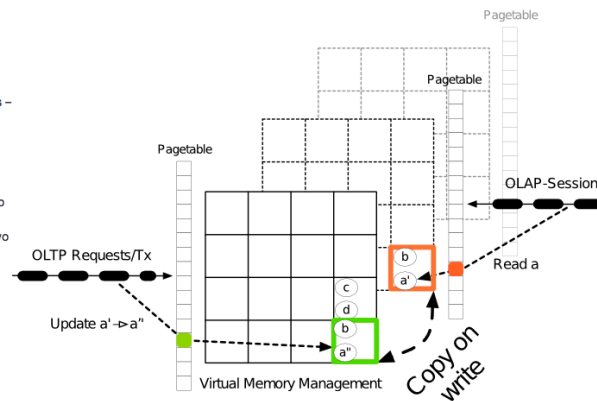 Pagetable
Pagetable
Pagetable
OLAP-Session
OLTP Requests/Tx
Read a
b
a'
c
d
b
a''
Update a' -> a''
Copy on
write
Virtual Memory Management